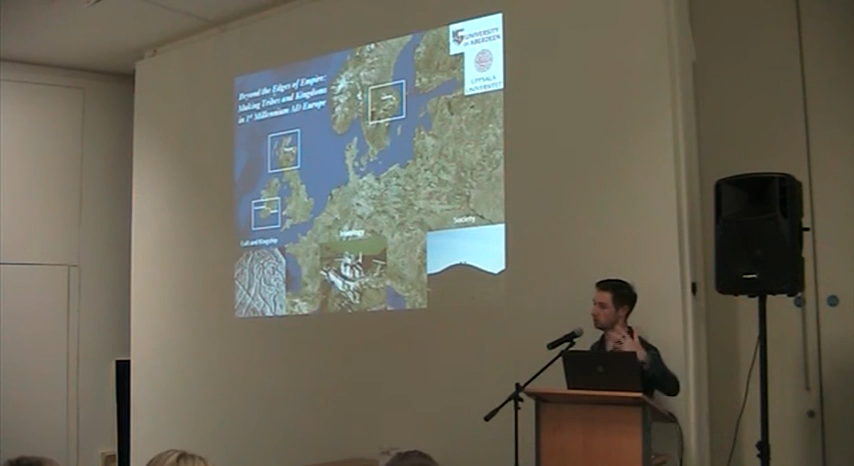 Beyond the Edges of Empire:
Making Tribes and Kingdoms
in 1st Millennium AD Europe
UNIVERSITY
OF ABERDEEN
UPPSALA
UNIVERSITET
Cult and Kingship
Ideology
Society